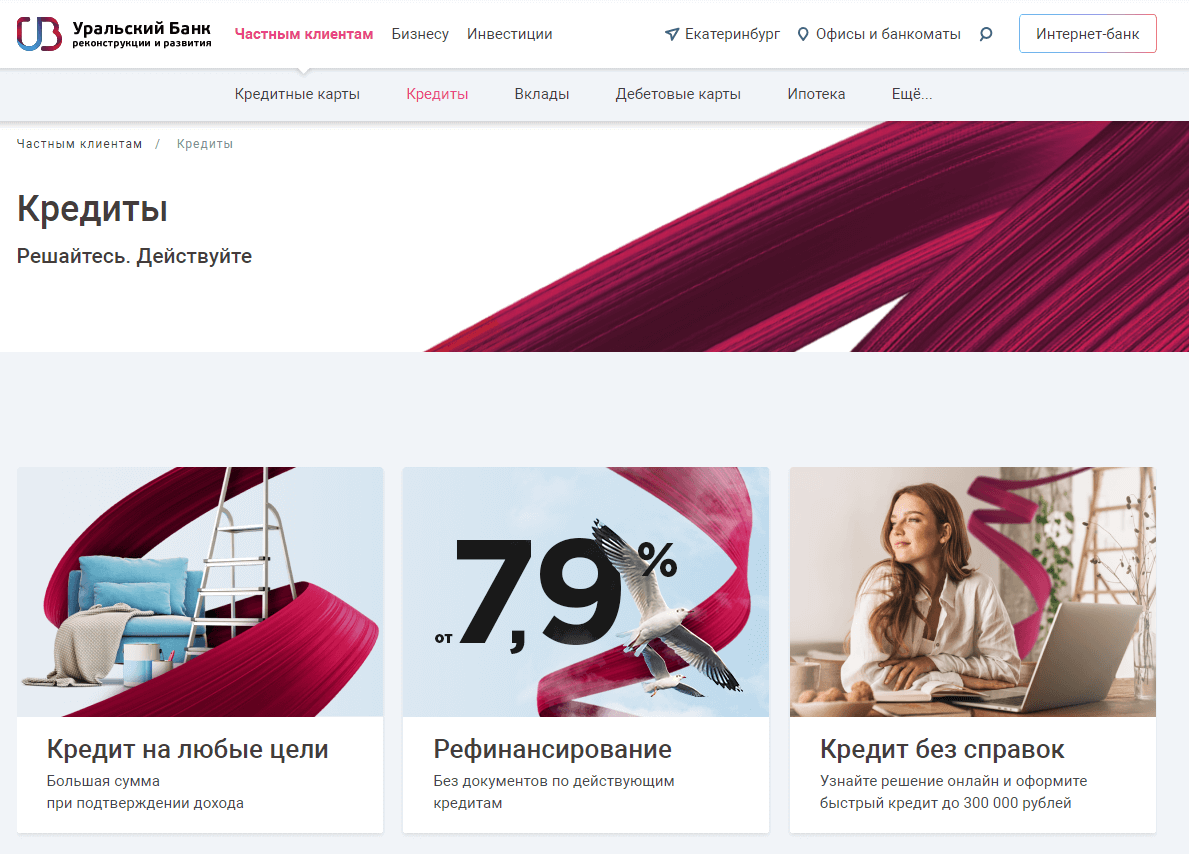 Уральский Банк
реконструкции и развития
Частным клиентам
Бизнесу
Инвестиции
Екатеринбург
Офисы и банкоматы
Интернет-банк
Кредитные карты
Кредиты
Вклады
Дебетовые карты
Ипотека
Ещё...
Частным клиентам / Кредиты
Кредиты
Решайтесь. Действуйте
Кредит на любые цели
Большая сумма
при подтверждении дохода
от 7,9 %
Рефинансирование
Без документов по действующим
кредитам
Кредит без справок
Узнайте решение онлайн и оформите
быстрый кредит до 300 000 рублей